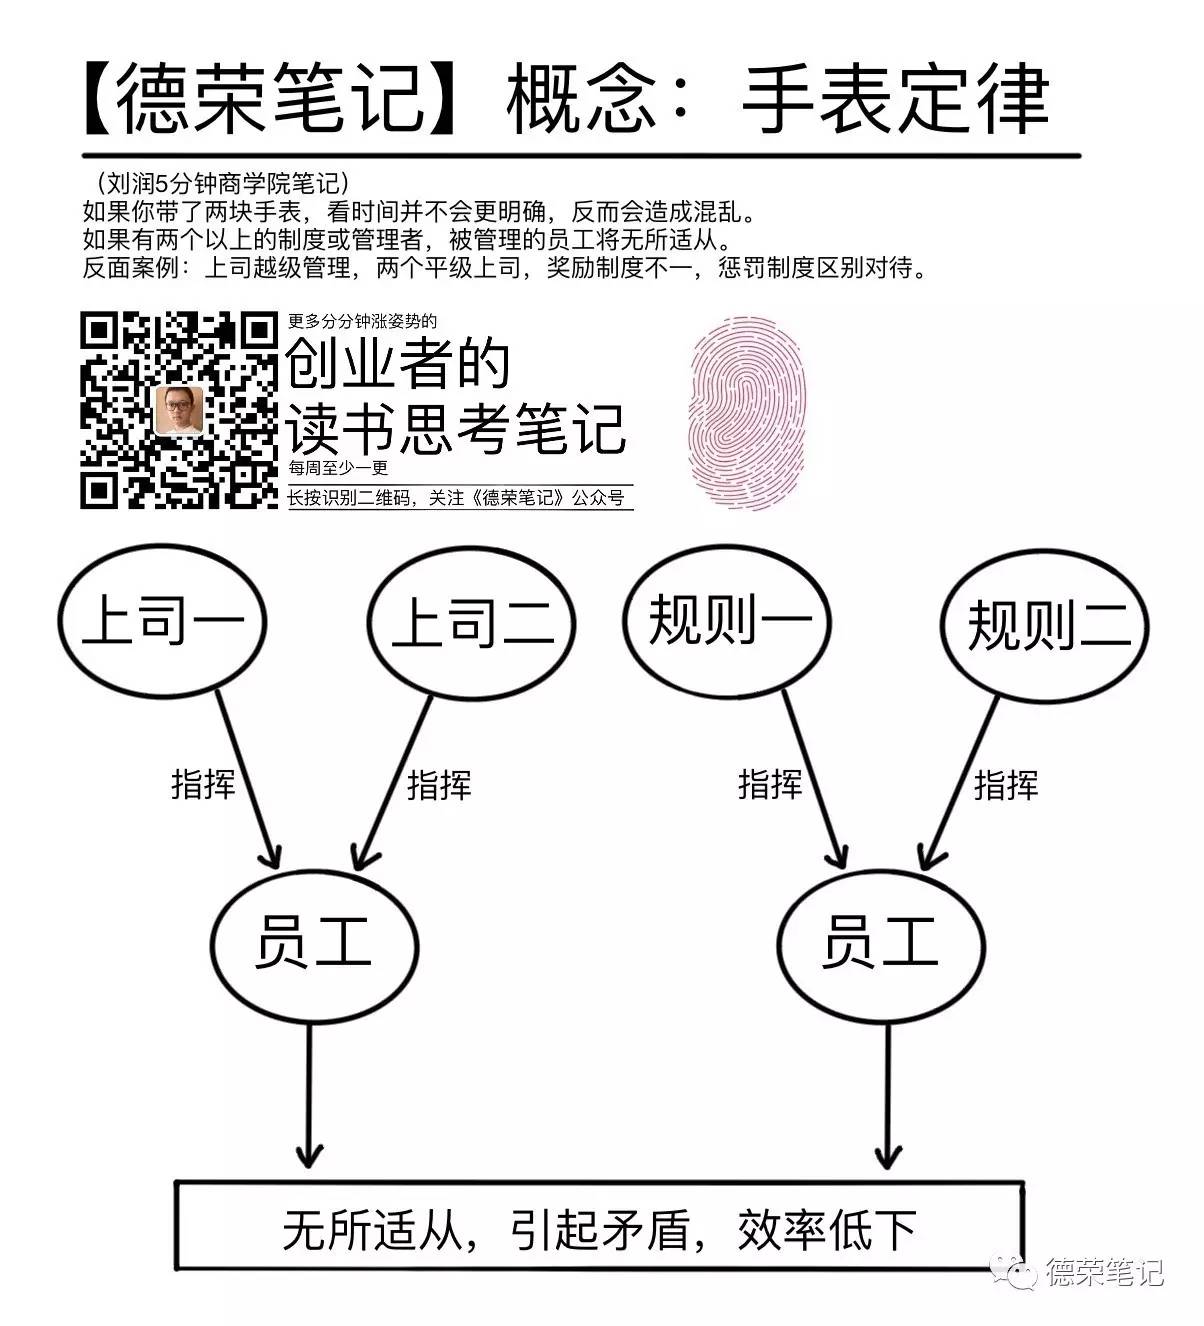 【德荣笔记】概念：手表定律
（刘润5分钟商学院笔记）
如果你带了两块手表，看时间并不会更明确，反而会造成混乱。
如果有两个以上的制度或管理者，被管理的员工将无所适从。
反面案例：上司越级管理，两个平级上司，奖励制度不一，惩罚制度区别对待。
更多分分钟涨姿势的
创业者的
读书思考笔记
每周至少一更
长按识别二维码，关注《德荣笔记》公众号
上司一
上司二
规则一
规则二
指挥
指挥
指挥
指挥
员工
员工
无所适从，引起矛盾，效率低下
德荣笔记